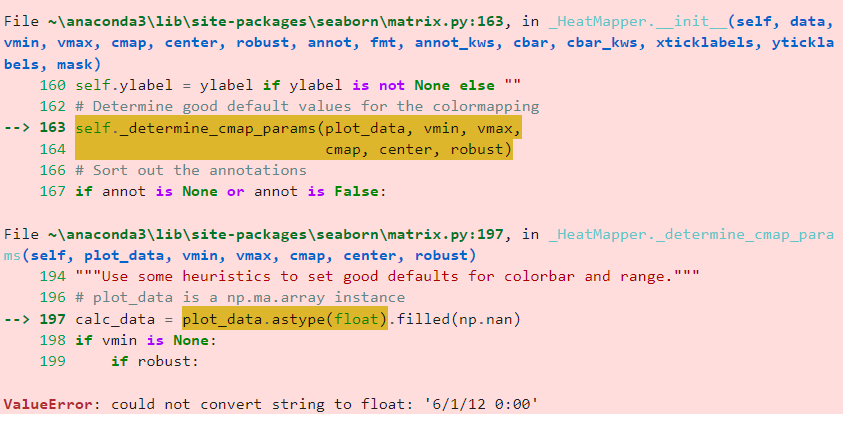 File ~\anaconda3\lib\site-packages\seaborn\matrix.py:163, in _HeatMapper.__init__(self, data,
vmin, vmax, cmap, center, robust, annot, fmt, annot_kws, cbar, cbar_kws, xticklabels, ytickla
bels, mask)
    160 self.ylabel = ylabel if ylabel is not None else ""
    162 # Determine good default values for the colormapping
--> 163 self._determine_cmap_params(plot_data, vmin, vmax,
    164                             cmap, center, robust)
    166 # Sort out the annotations
    167 if annot is None or annot is False:

File ~\anaconda3\lib\site-packages\seaborn\matrix.py:197, in _HeatMapper._determine_cmap_para
ms(self, plot_data, vmin, vmax, cmap, center, robust)
    194 """Use some heuristics to set good defaults for colorbar and range."""
    196 # plot_data is a np.ma.array instance
--> 197 calc_data = plot_data.astype(float).filled(np.nan)
    198 if vmin is None:
    199     if robust:

ValueError: could not convert string to float: '6/1/12 0:00'